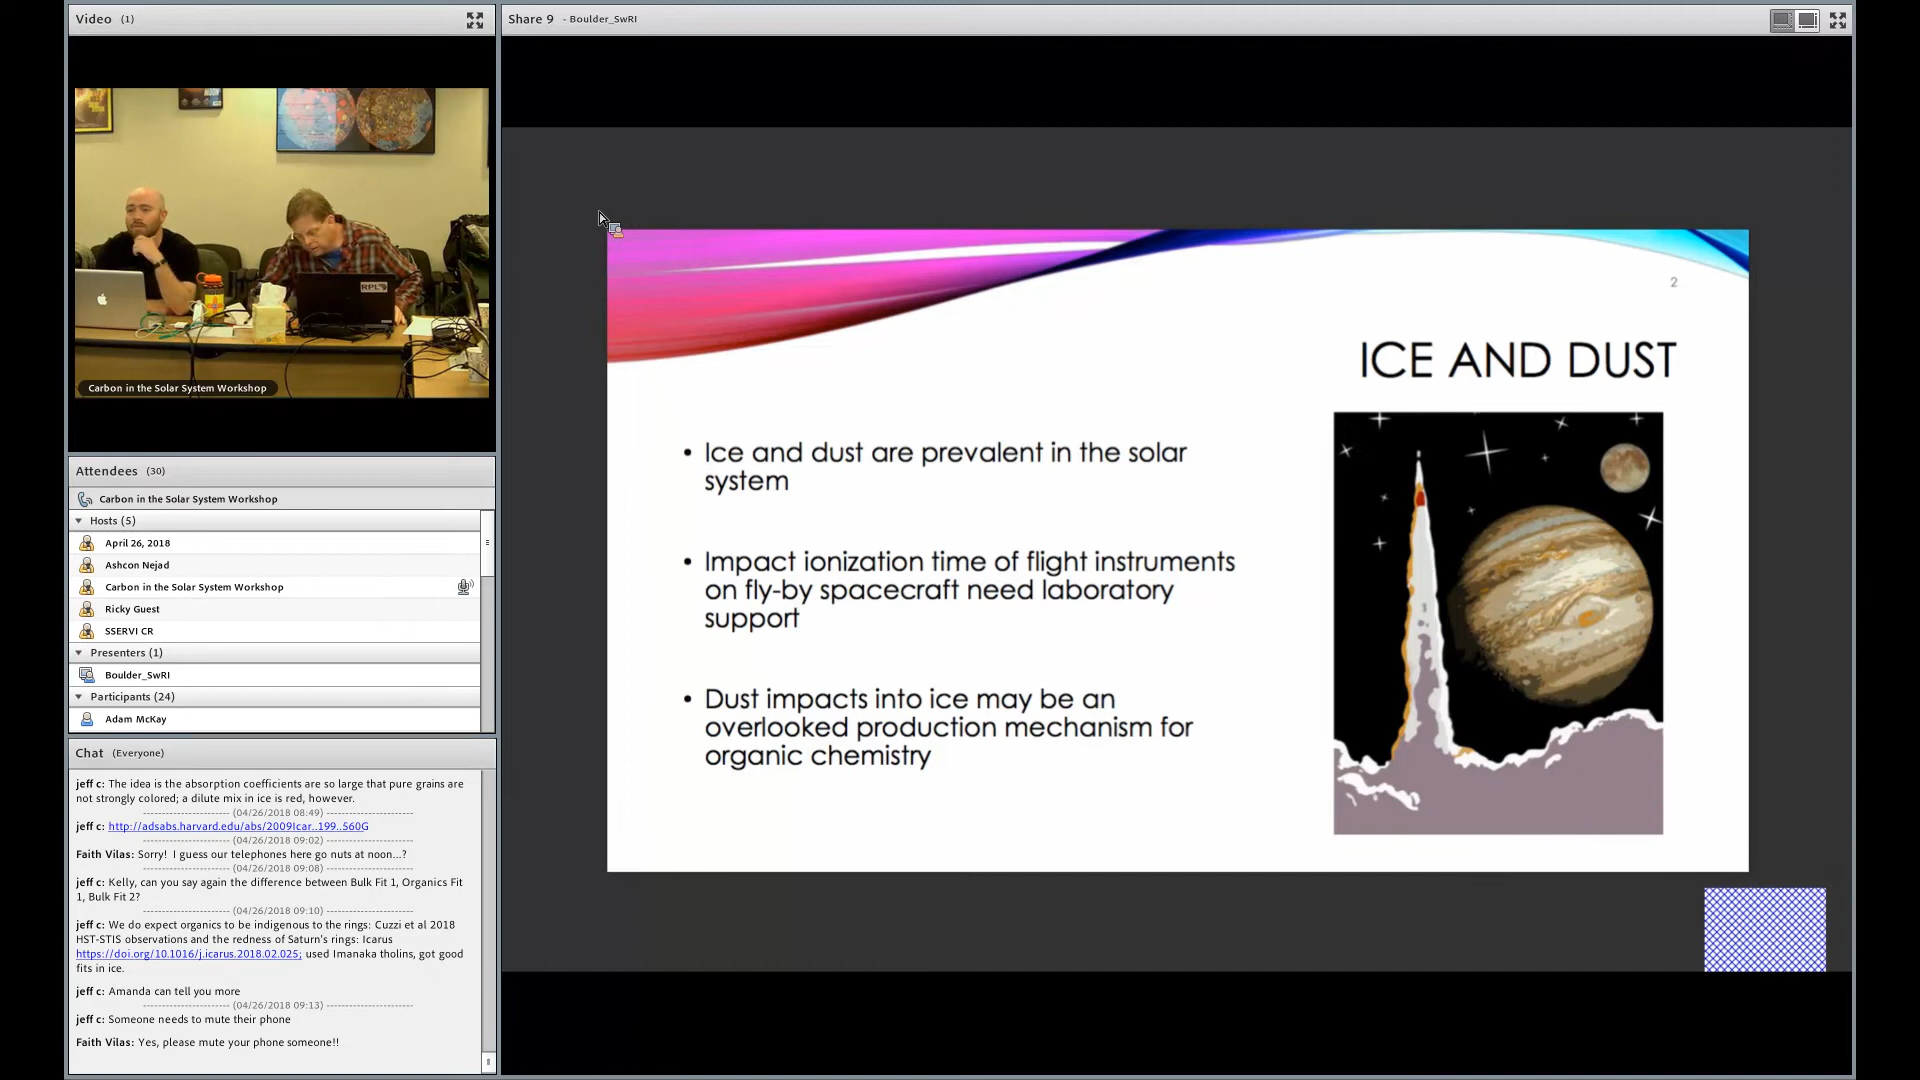 Video (1)
Carbon in the Solar System Workshop
RPL
Attendees (30)
Carbon in the Solar System Workshop
Hosts (5)
April 26, 2018
Ashcon Nejad
Carbon in the Solar System Workshop
Ricky Guest
SSERVI CR
Presenters (1)
Boulder_SwRI
Participants (24)
Adam McKay
Chat (Everyone)
jeff c: The idea is the absorption coefficients are so large that pure grains are
not strongly colored; a dilute mix in ice is red, however.
---------------------- (04/26/2018 08:49) ---------------------
jeff c: http://adsabs.harvard.edu/abs/2009Icar..199..560G
---------------------- (04/26/2018 09:02) ---------------------
Faith Vilas: Sorry! I guess our telephones here go nuts at noon...?
---------------------- (04/26/2018 09:08) ---------------------
jeff c: Kelly, can you say again the difference between Bulk Fit 1, Organics Fit
1, Bulk Fit 2?
---------------------- (04/26/2018 09:10) ---------------------
jeff c: We do expect organics to be indigenous to the rings: Cuzzi et al 2018
HST-STIS observations and the redness of Saturn's rings: Icarus
https://doi.org/10.1016/j.icarus.2018.02.025; used Imanaka tholins, got good
fits in ice.
jeff c: Amanda can tell you more
---------------------- (04/26/2018 09:13) ---------------------
jeff c: Someone needs to mute their phone
Faith Vilas: Yes, please mute your phone someone!!
Share 9 - Boulder_SwRI
2
ICE AND DUST
• Ice and dust are prevalent in the solar
system
• Impact ionization time of flight instruments
on fly-by spacecraft need laboratory
support
• Dust impacts into ice may be an
overlooked production mechanism for
organic chemistry